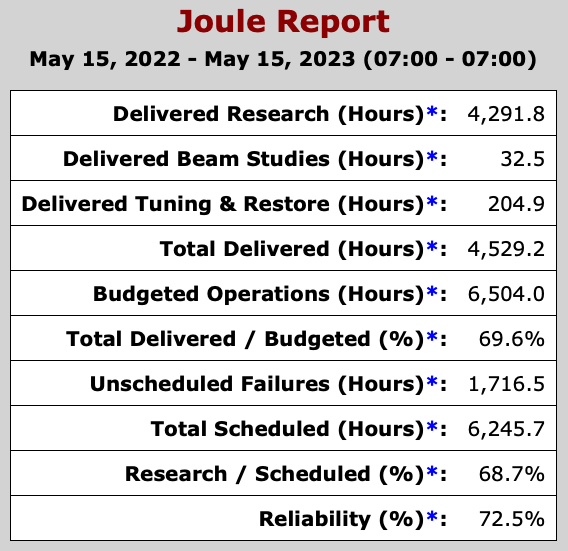 Joule Report
May 15, 2022 - May 15, 2023 (07:00 - 07:00)
Delivered Research (Hours)*: 4,291.8
Delivered Beam Studies (Hours)*: 32.5
Delivered Tuning & Restore (Hours)*: 204.9
Total Delivered (Hours)*: 4,529.2
Budgeted Operations (Hours)*: 6,504.0
Total Delivered / Budgeted (%)*: 69.6%
Unscheduled Failures (Hours)*: 1,716.5
Total Scheduled (Hours)*: 6,245.7
Research / Scheduled (%)*: 68.7%
Reliability (%)*: 72.5%